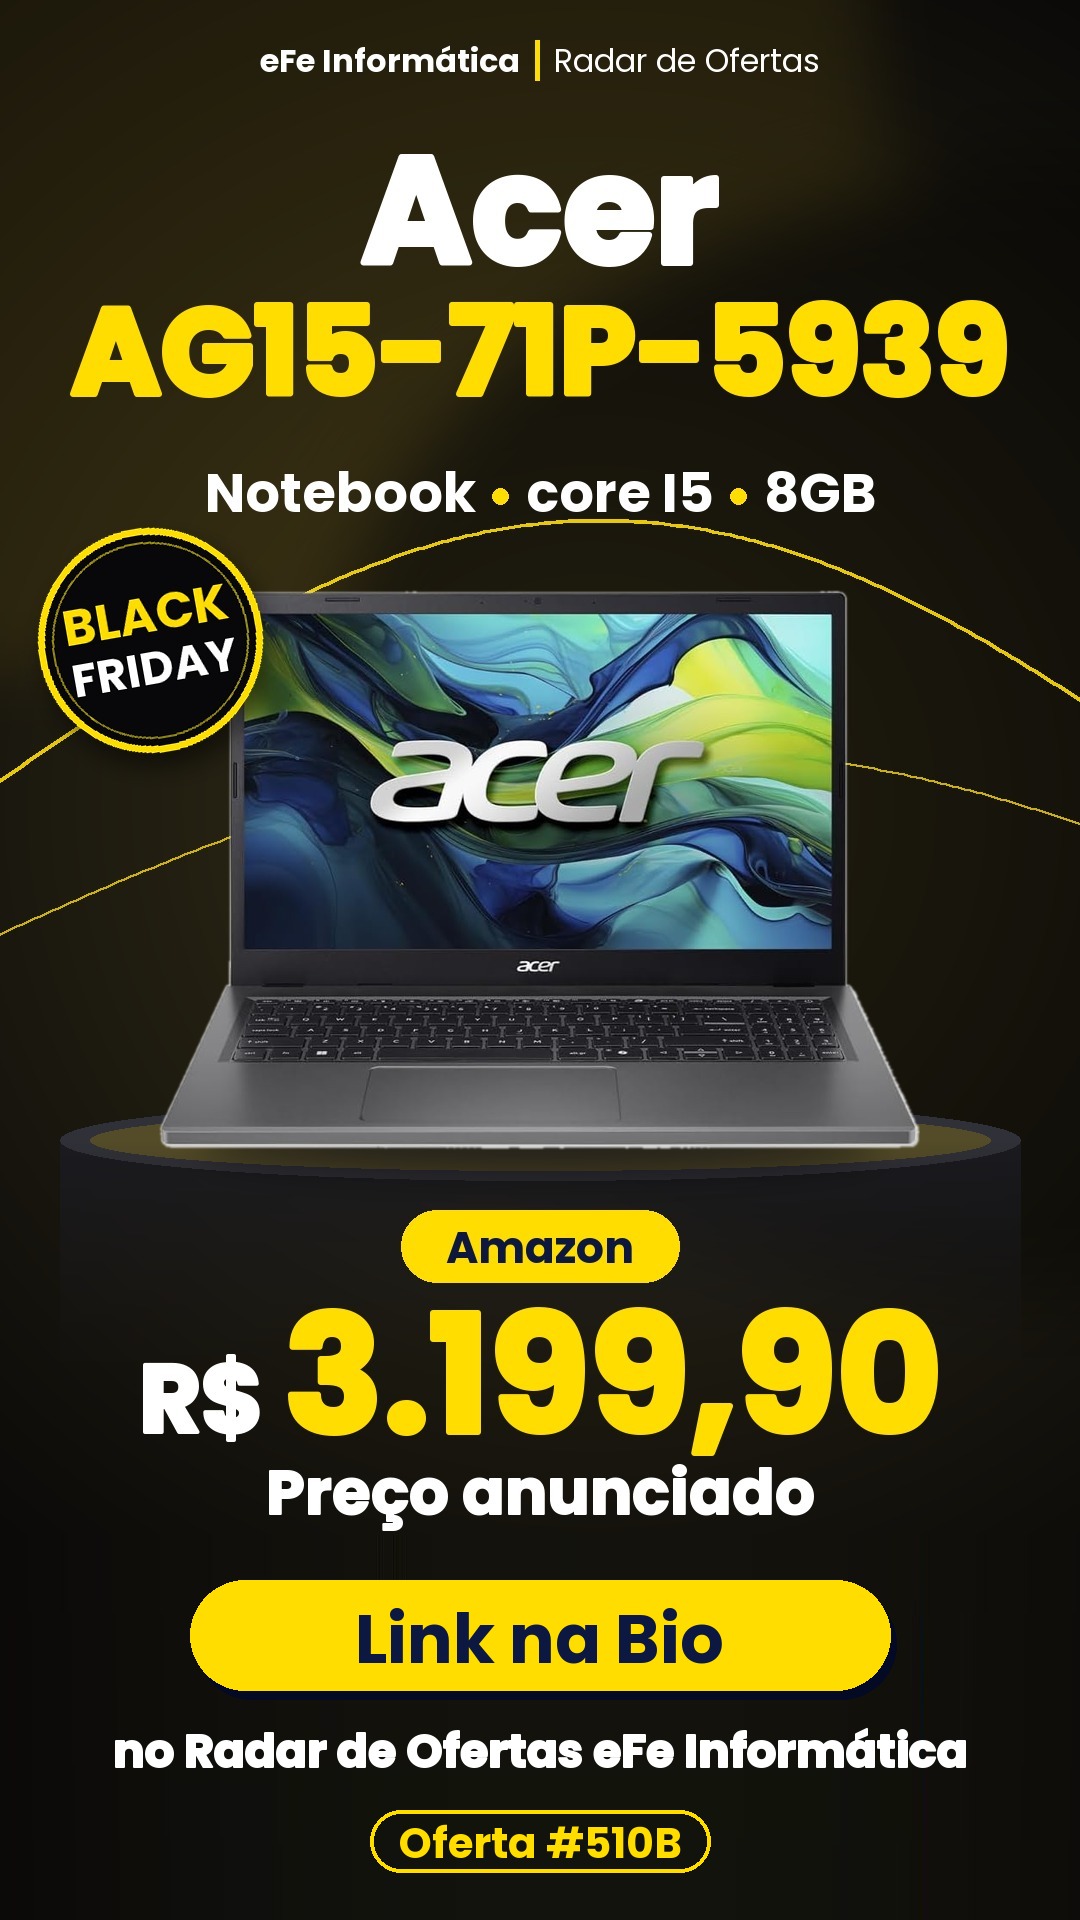 eFe Informática | Radar de Ofertas
Acer
AG15-71P-5939
Notebook • core I5 • 8GB
BLACK
FRIDAY
acer
acer
Amazon
R$ 3.199,90
Preço anunciado
Link na Bio
no Radar de Ofertas eFe Informática
Oferta #510B